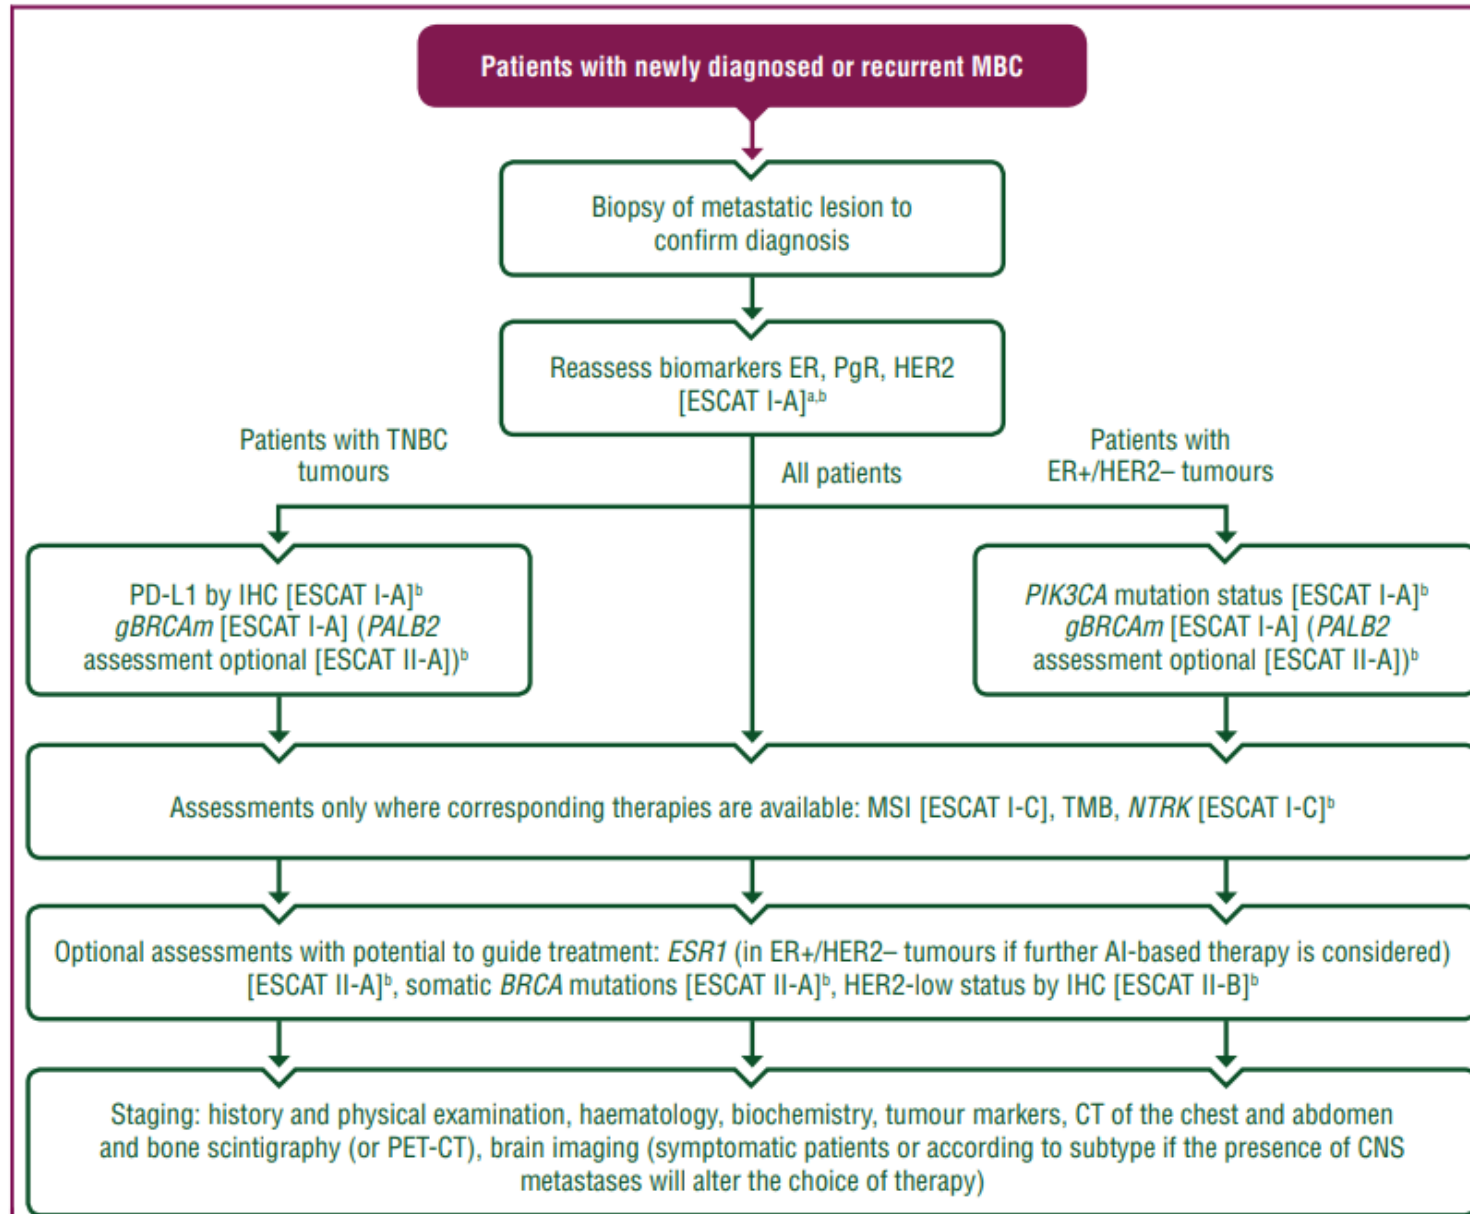 Patients with newly diagnosed or recurrent MBC
Biopsy of metastatic lesion to
confirm diagnosis
Reassess biomarkers ER, PgR, HER2
[ESCAT I-A]a,b
Patients with TNBC
tumours
All patients
Patients with
ER+/HER2– tumours
PD-L1 by IHC [ESCAT I-A]b
gBRCAm [ESCAT I-A] (PALB2
assessment optional [ESCAT II-A])b
PIK3CA mutation status [ESCAT I-A]b
gBRCAm [ESCAT I-A] (PALB2
assessment optional [ESCAT II-A])b
Assessments only where corresponding therapies are available: MSI [ESCAT I-C], TMB, NTRK [ESCAT I-C]b
Optional assessments with potential to guide treatment: ESR1 (in ER+/HER2– tumours if further AI-based therapy is considered)
[ESCAT II-A]b, somatic BRCA mutations [ESCAT II-A]b, HER2-low status by IHC [ESCAT II-B]b
Staging: history and physical examination, haematology, biochemistry, tumour markers, CT of the chest and abdomen
and bone scintigraphy (or PET-CT), brain imaging (symptomatic patients or according to subtype if the presence of CNS
metastases will alter the choice of therapy)